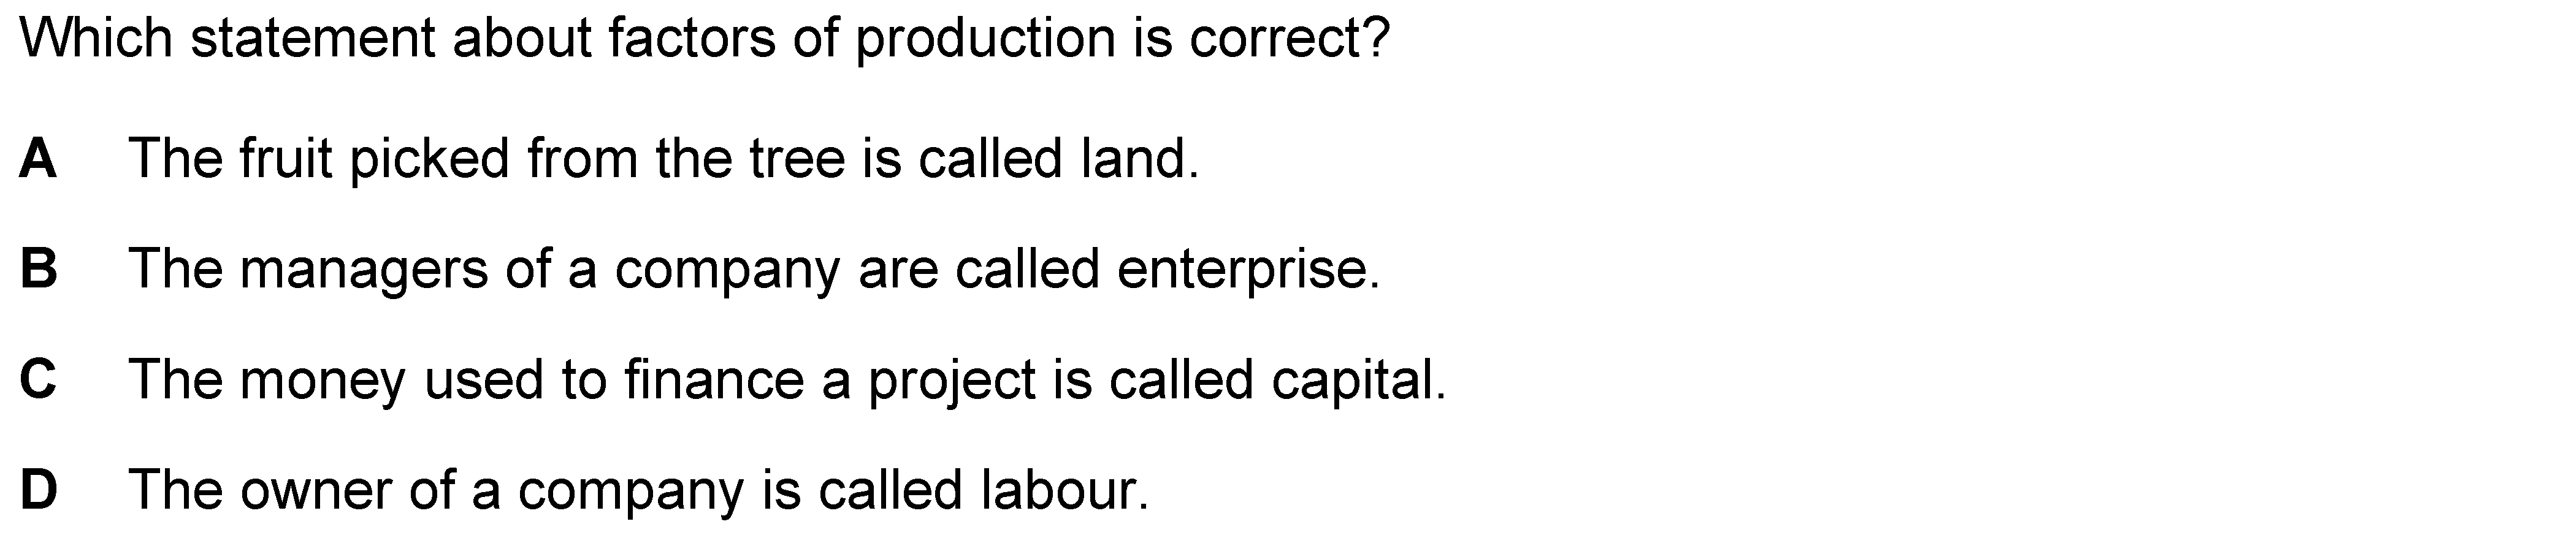 Which statement about factors of production is correct?
A The fruit picked from the tree is called land.
B The managers of a company are called enterprise.
C The money used to finance a project is called capital.
D The owner of a company is called labour.